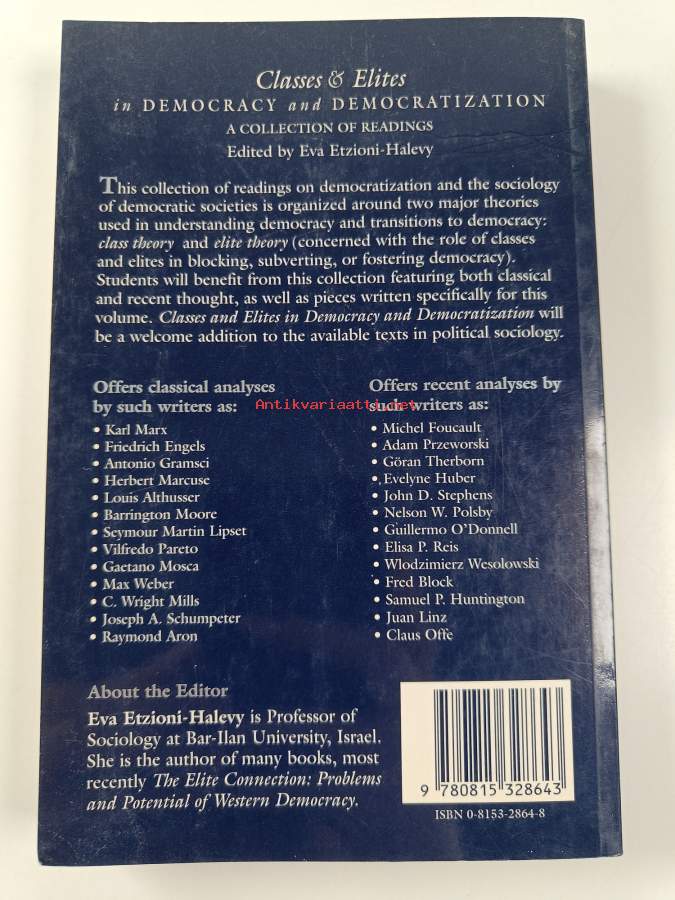 Classes & Elites
in DEMOCRACY and DEMOCRATIZATION
A COLLECTION OF READINGS
Edited by Eva Etzioni-Halevy
This collection of readings on democratization and the sociology
of democratic societies is organized around two major theories
used in understanding democracy and transitions to democracy:
class theory and elite theory (concerned with the role of classes
and elites in blocking, subverting, or fostering democracy).
Students will benefit from this collection featuring both classical
and recent thought, as well as pieces written specifically for this
volume. Classes and Elites in Democracy and Democratization will
be a welcome addition to the available texts in political sociology.
Offers classical analyses
by such writers as:
• Karl Marx
• Friedrich Engels
• Antonio Gramsci
• Herbert Marcuse
• Louis Althusser
• Barrington Moore
• Seymour Martin Lipset
• Vilfredo Pareto
• Gaetano Mosca
• Max Weber
• C. Wright Mills
• Joseph A. Schumpeter
• Raymond Aron
Offers recent analyses by
such writers as:
• Michel Foucault
• Adam Przeworski
• Göran Therborn
• Evelyne Huber
• John D. Stephens
• Nelson W. Polsby
• Guillermo O'Donnell
• Elisa P. Reis
• Wlodzimierz Wesolowski
• Fred Block
• Samuel P. Huntington
• Juan Linz
• Claus Offe
Antikvariaatti.net
About the Editor
Eva Etzioni-Halevy is Professor of
Sociology at Bar-Ilan University, Israel.
She is the author of many books, most
recently The Elite Connection: Problems
and Potential of Western Democracy.
9 780815 328643
ISBN 0-8153-2864-8